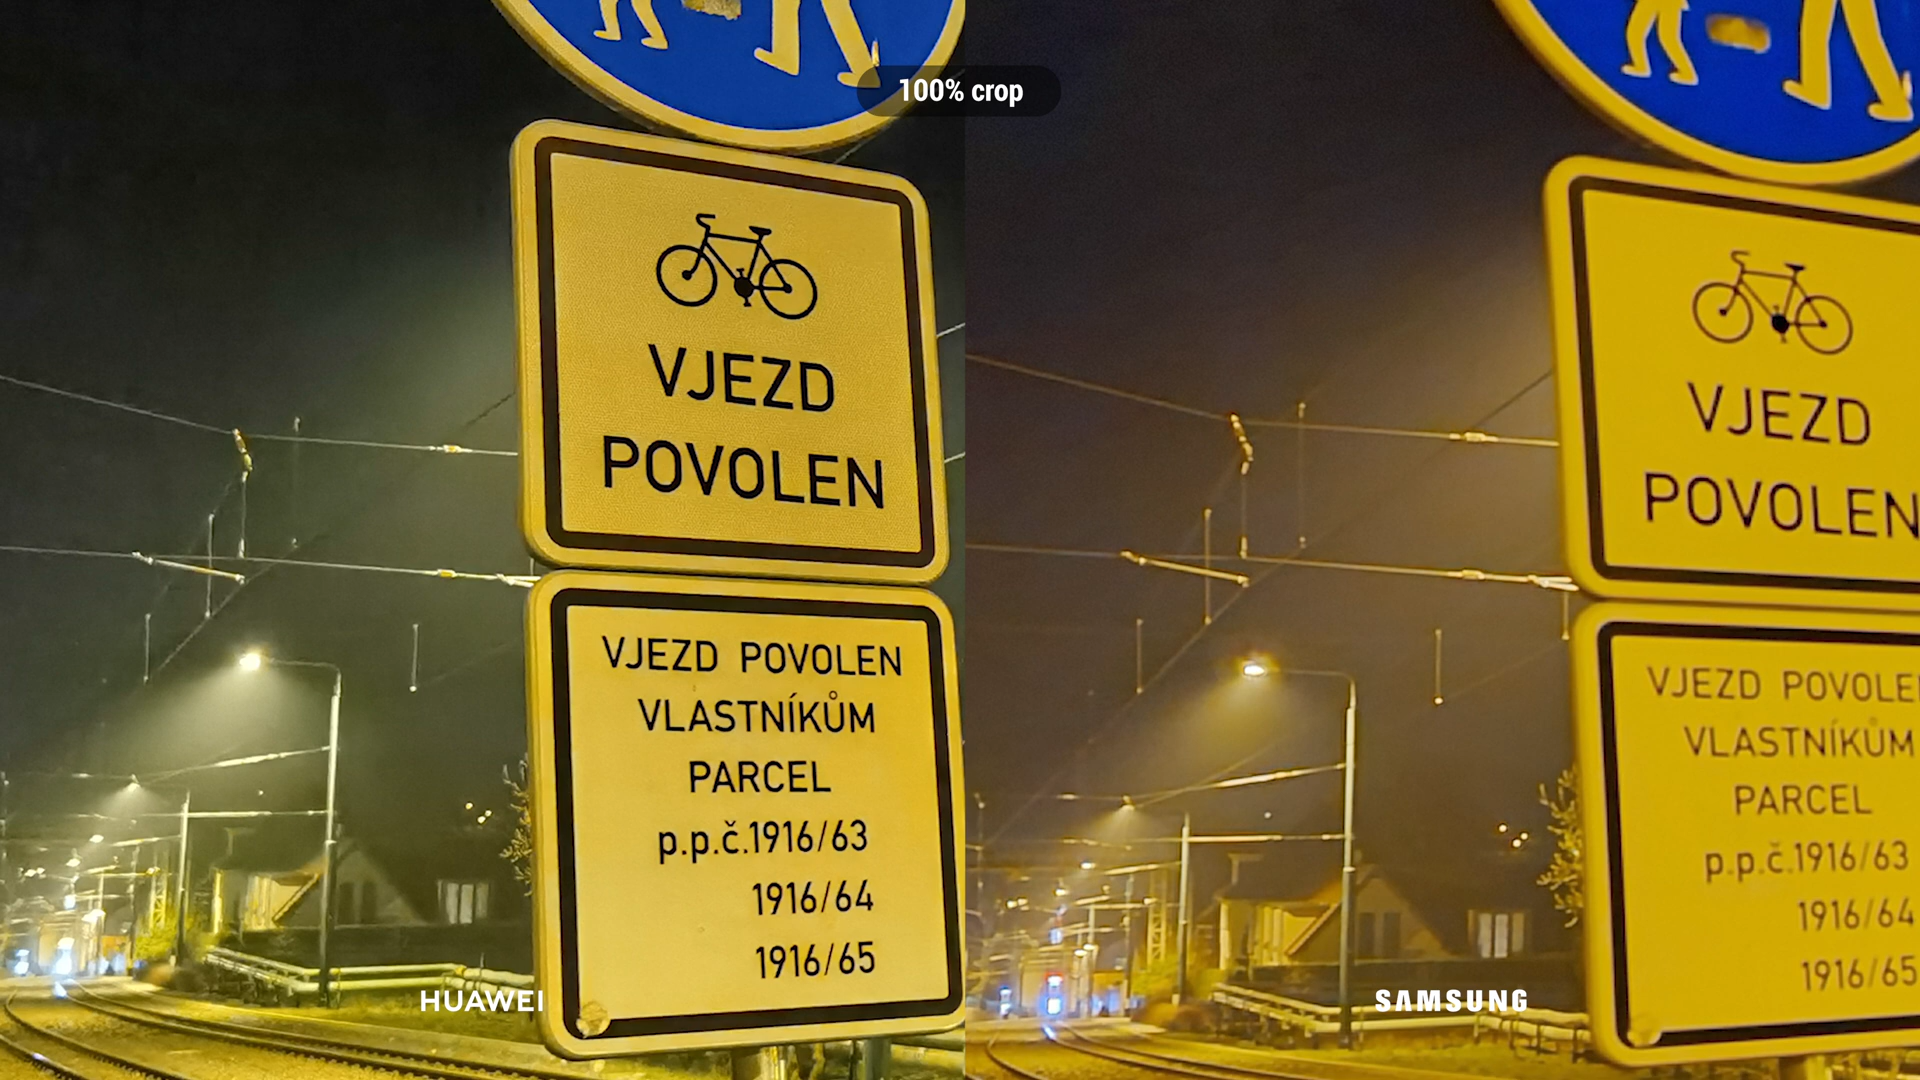 100% crop
VJEZD
POVOLEN
VJEZD POVOLEN
VLASTNÍKŮM
PARCEL
p.p.č.1916/63
1916/64
1916/65
HUAWEI
VJEZD
POVOLEN
VJEZD POVOLEN
VLASTNÍKŮM
PARCEL
p.p.č.1916/63
1916/64
1916/65
SAMSUNG